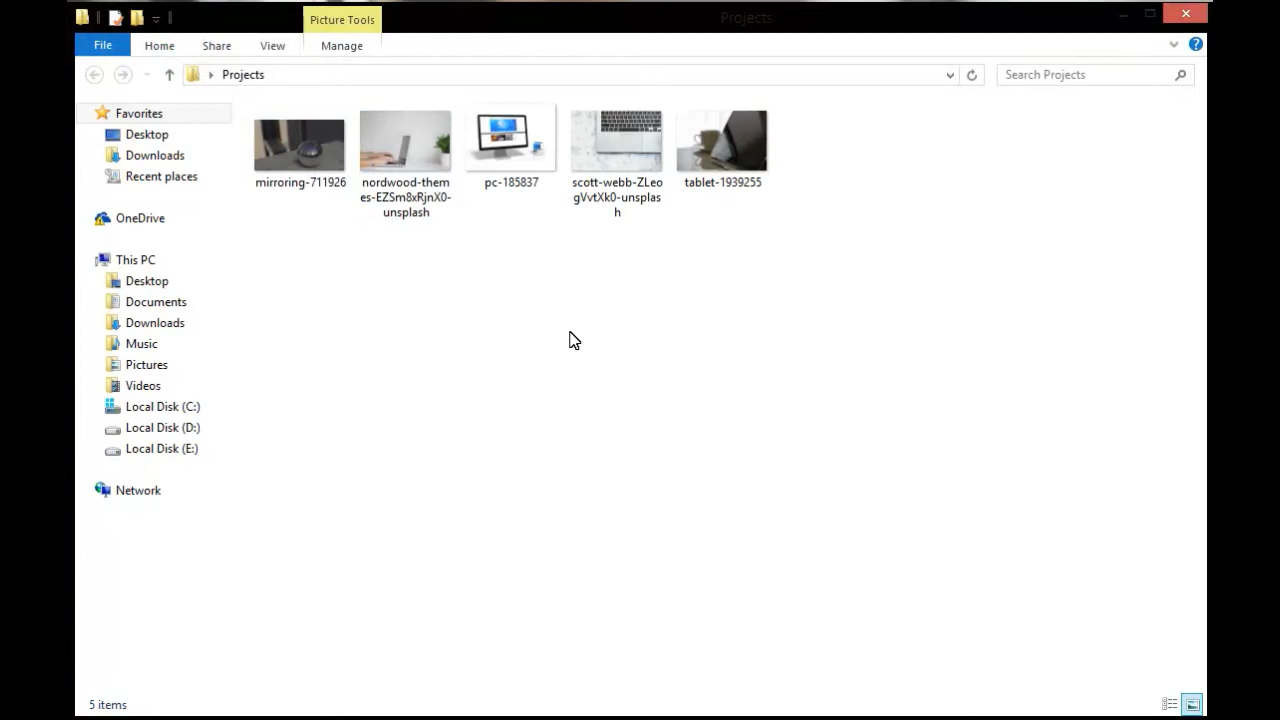 Picture Tools
Projects
File
Home
Share
View
Manage
Projects
Search Projects
Favorites
Desktop
Downloads
Recent places
OneDrive
This PC
Desktop
Documents
Downloads
Music
Pictures
Videos
Local Disk (C:)
Local Disk (D:)
Local Disk (E:)
Network
mirroring-711926
nordwood-them
es-EZSm8xRjnX0-
unsplash
pc-185837
scott-webb-ZLeo
gVvtXk0-unsplas
h
tablet-1939255
5 items